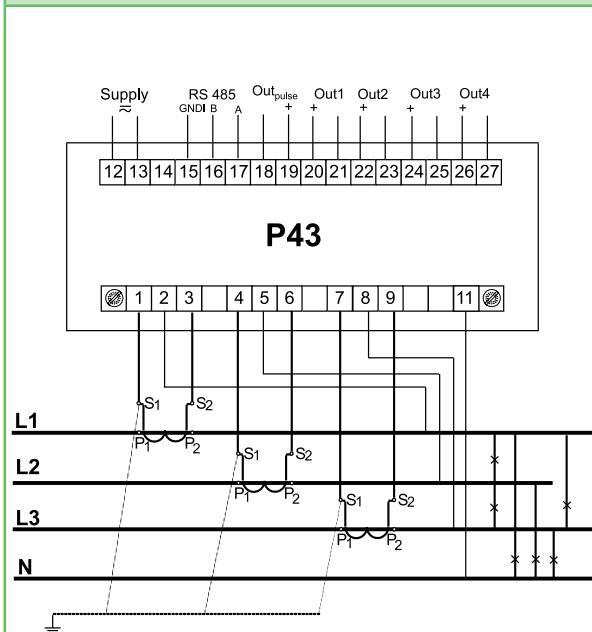 Supply RS 485 Outpulse Out1 Out2 Out3 Out4
≂ GNDI B A + + + + +
12 13 14 15 16 17 18 19 20 21 22 23 24 25 26 27
P43
1 2 3 4 5 6 7 8 9 11
S1 S2
L1
P1 P2
S1 S2
L2
P1 P2
S1 S2
L3
P1 P2
N